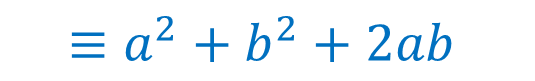 ≡ a² + b² + 2ab